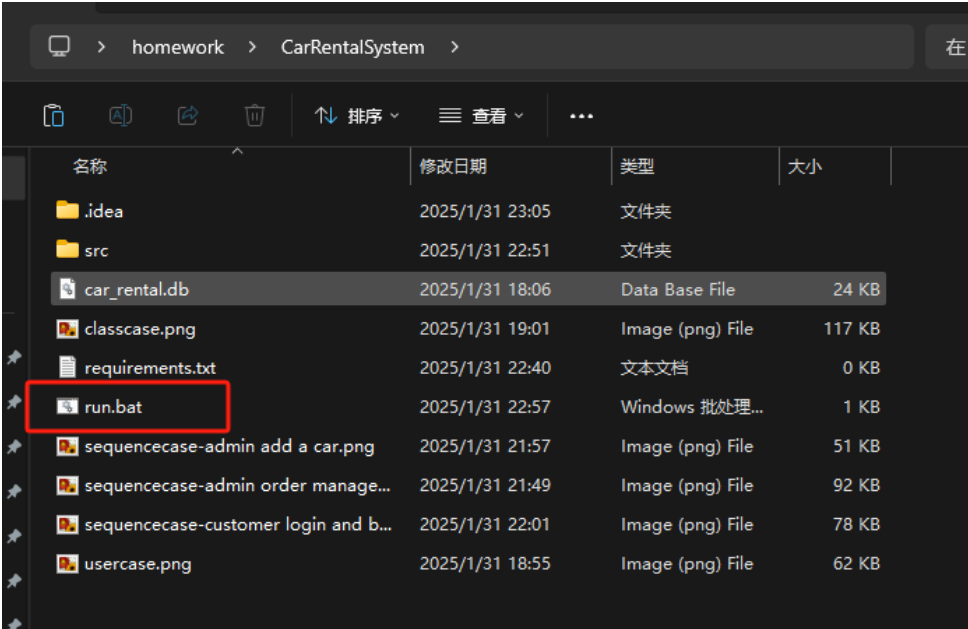 homework > CarRentalSystem >
在
排序
查看
名称 修改日期 类型 大小
.idea 2025/1/31 23:05 文件夹
src 2025/1/31 22:51 文件夹
car_rental.db 2025/1/31 18:06 Data Base File 24 KB
classcase.png 2025/1/31 19:01 Image (png) File 117 KB
requirements.txt 2025/1/31 22:40 文本文档 0 KB
run.bat 2025/1/31 22:57 Windows 批处理... 1 KB
sequencecase-admin add a car.png 2025/1/31 21:57 Image (png) File 51 KB
sequencecase-admin order manage... 2025/1/31 21:49 Image (png) File 92 KB
sequencecase-customer login and b... 2025/1/31 22:01 Image (png) File 78 KB
usercase.png 2025/1/31 18:55 Image (png) File 62 KB